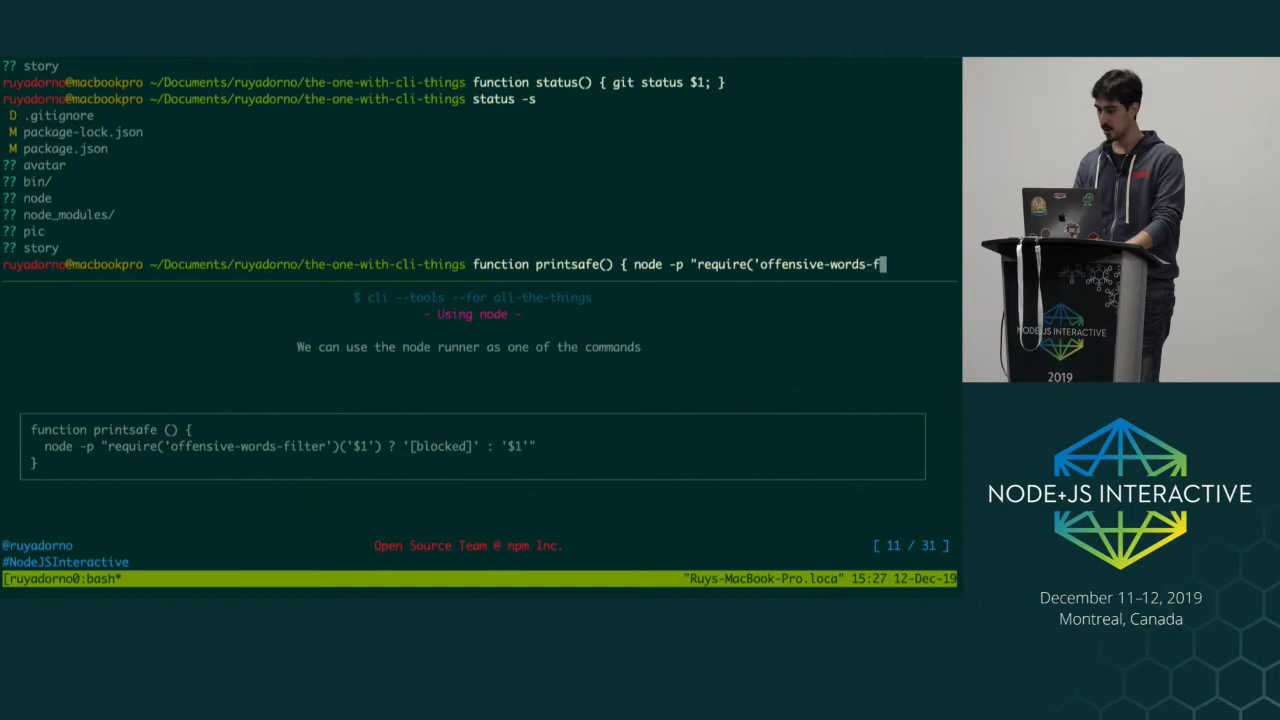 ?? story
ruyadorno@macbookpro ~/Documents/ruyadorno/the-one-with-cli-things function status() { git status $1; }
ruyadorno@macbookpro ~/Documents/ruyadorno/the-one-with-cli-things status -s
D .gitignore
M package-lock.json
M package.json
?? avatar
?? bin/
?? node
?? node_modules/
?? pic
?? story
ruyadorno@macbookpro ~/Documents/ruyadorno/the-one-with-cli-things function printsafe() { node -p "require('offensive-words-f
$ cli --tools --for all-the-things
- Using node -
We can use the node runner as one of the commands
function printsafe () {
node -p "require('offensive-words-filter')('$1') ? '[blocked]' : '$1'"
}
@ruyadorno
Open Source Team @ npm Inc.
[ 11 / 31 ]
#NodeJSInteractive
[ruyadorno0:bash*
"Ruys-MacBook-Pro.loca" 15:27 12-Dec-19
NODE+JS INTERACTIVE
2019
NODE+JS INTERACTIVE
December 11–12, 2019
Montreal, Canada